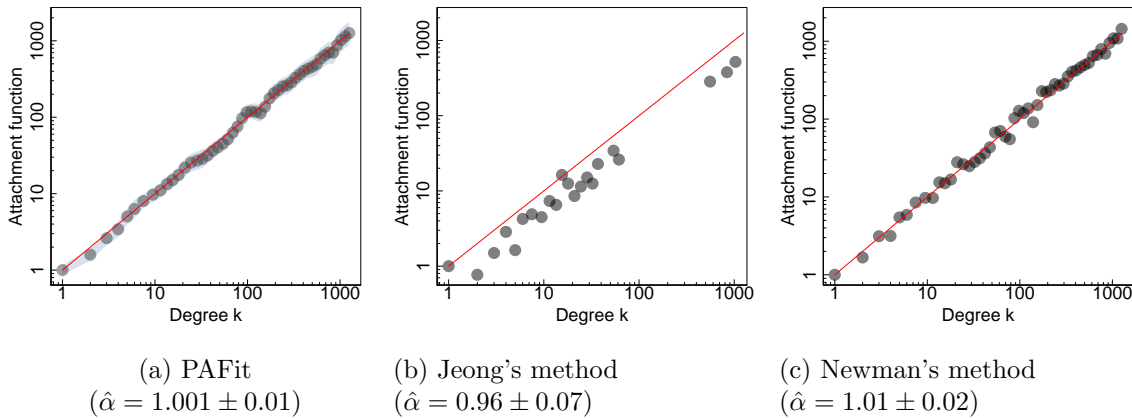 Attachment function
1 10 100 1000
1 10 100 1000
Degree k
(a) PAFit
(α̂ = 1.001 ± 0.01)
Attachment function
1 10 100 1000
1 10 100 1000
Degree k
(b) Jeong's method
(α̂ = 0.96 ± 0.07)
Attachment function
1 10 100 1000
1 10 100 1000
Degree k
(c) Newman's method
(α̂ = 1.01 ± 0.02)